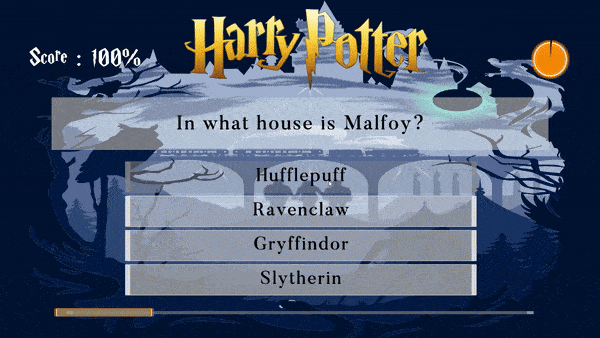 Harry Potter
Score : 100%
In what house is Malfoy?
Hufflepuff
Ravenclaw
Gryffindor
Slytherin